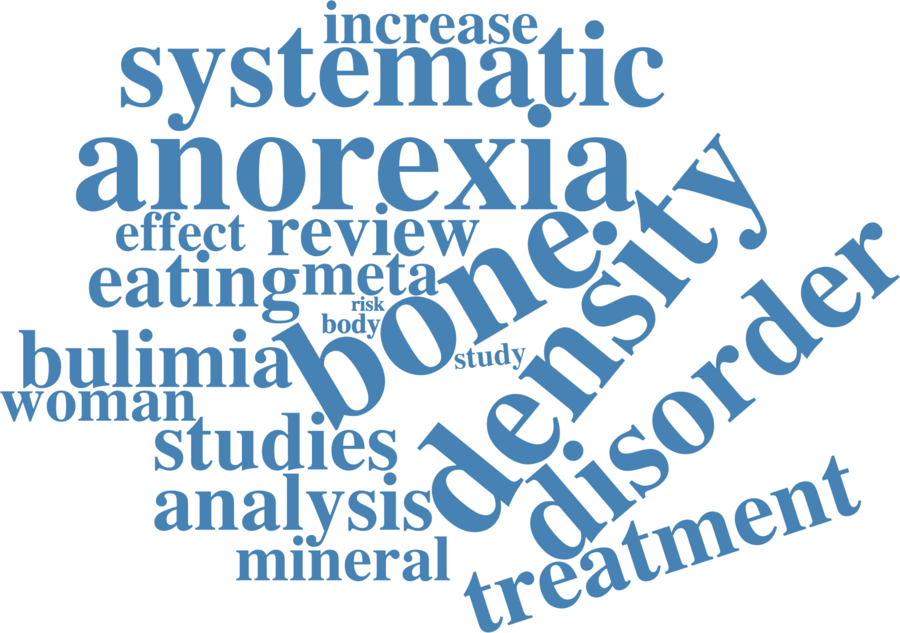 increase
systematic
anorexia
effect review
eating meta
risk
body
bone
density
study
disorder
bulimia
woman
studies
analysis
mineral
treatment